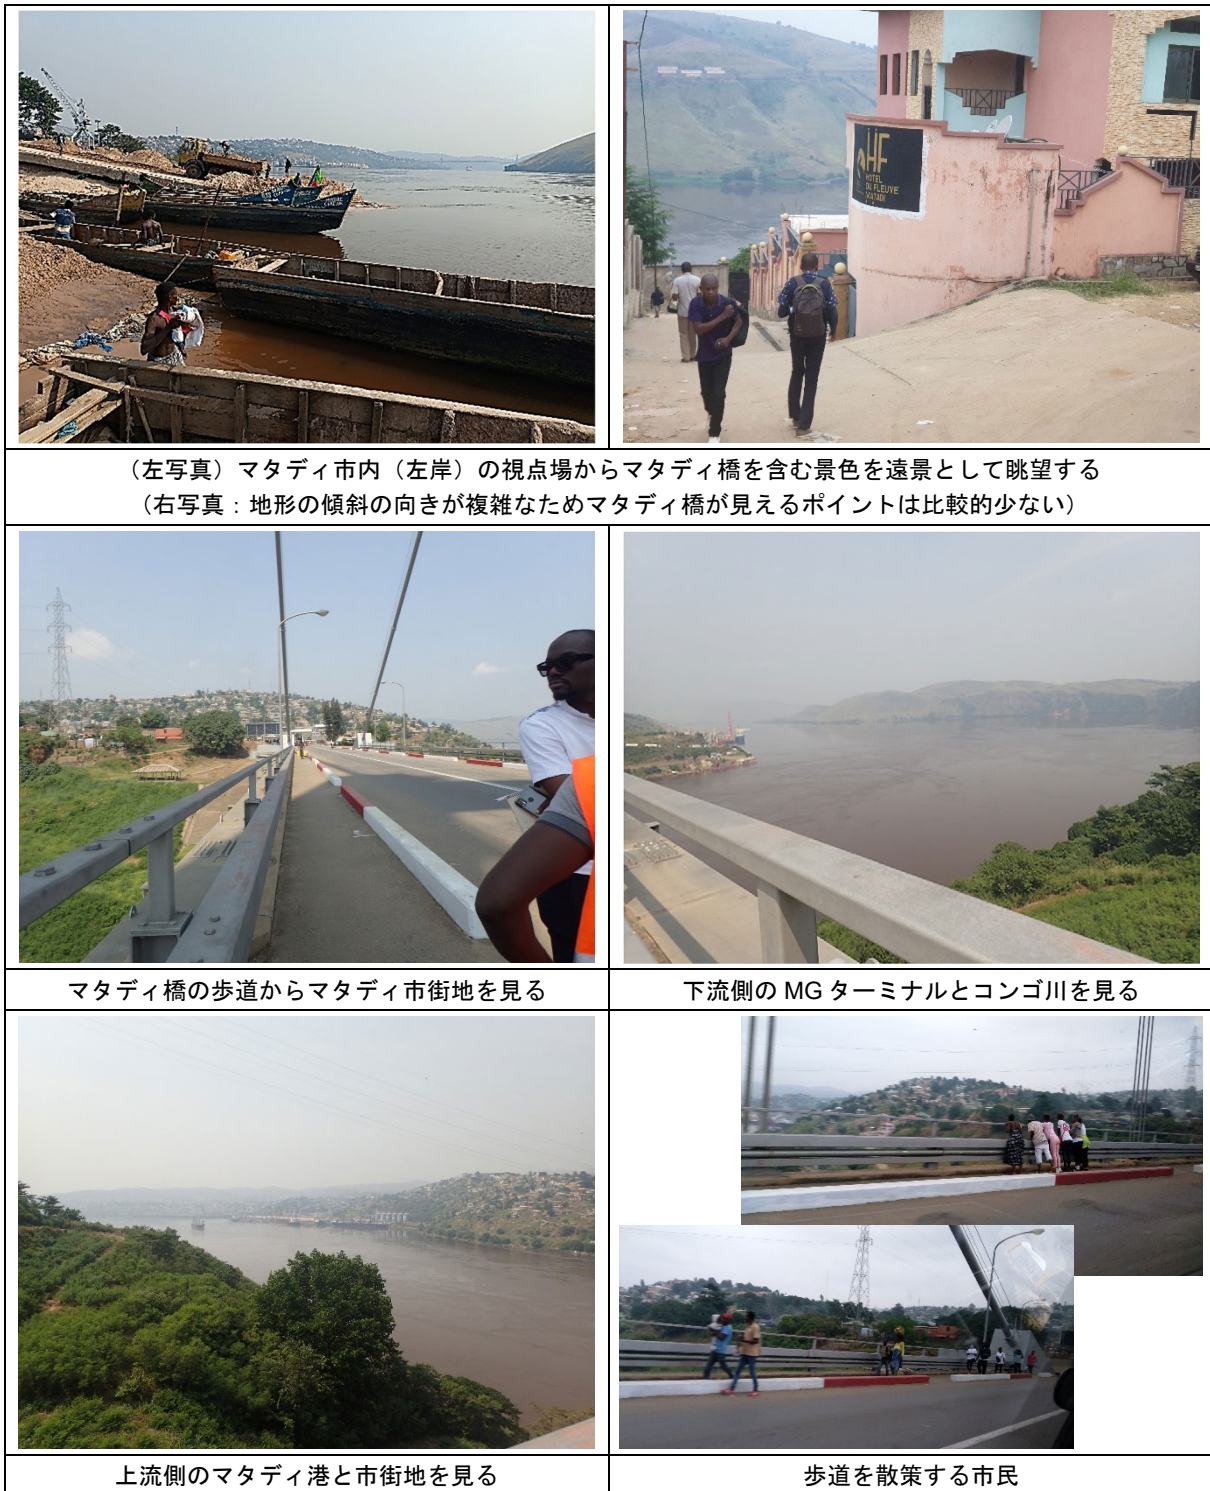 HF
HOTEL
DU FLEUVE
MATADI
（左写真）マタディ市内（左岸）の視点場からマタディ橋を含む景色を遠景として眺望する
（右写真：地形の傾斜の向きが複雑なためマタディ橋が見えるポイントは比較的少ない）
マタディ橋の歩道からマタディ市街地を見る
下流側の MG ターミナルとコンゴ川を見る
上流側のマタディ港と市街地を見る
歩道を散策する市民